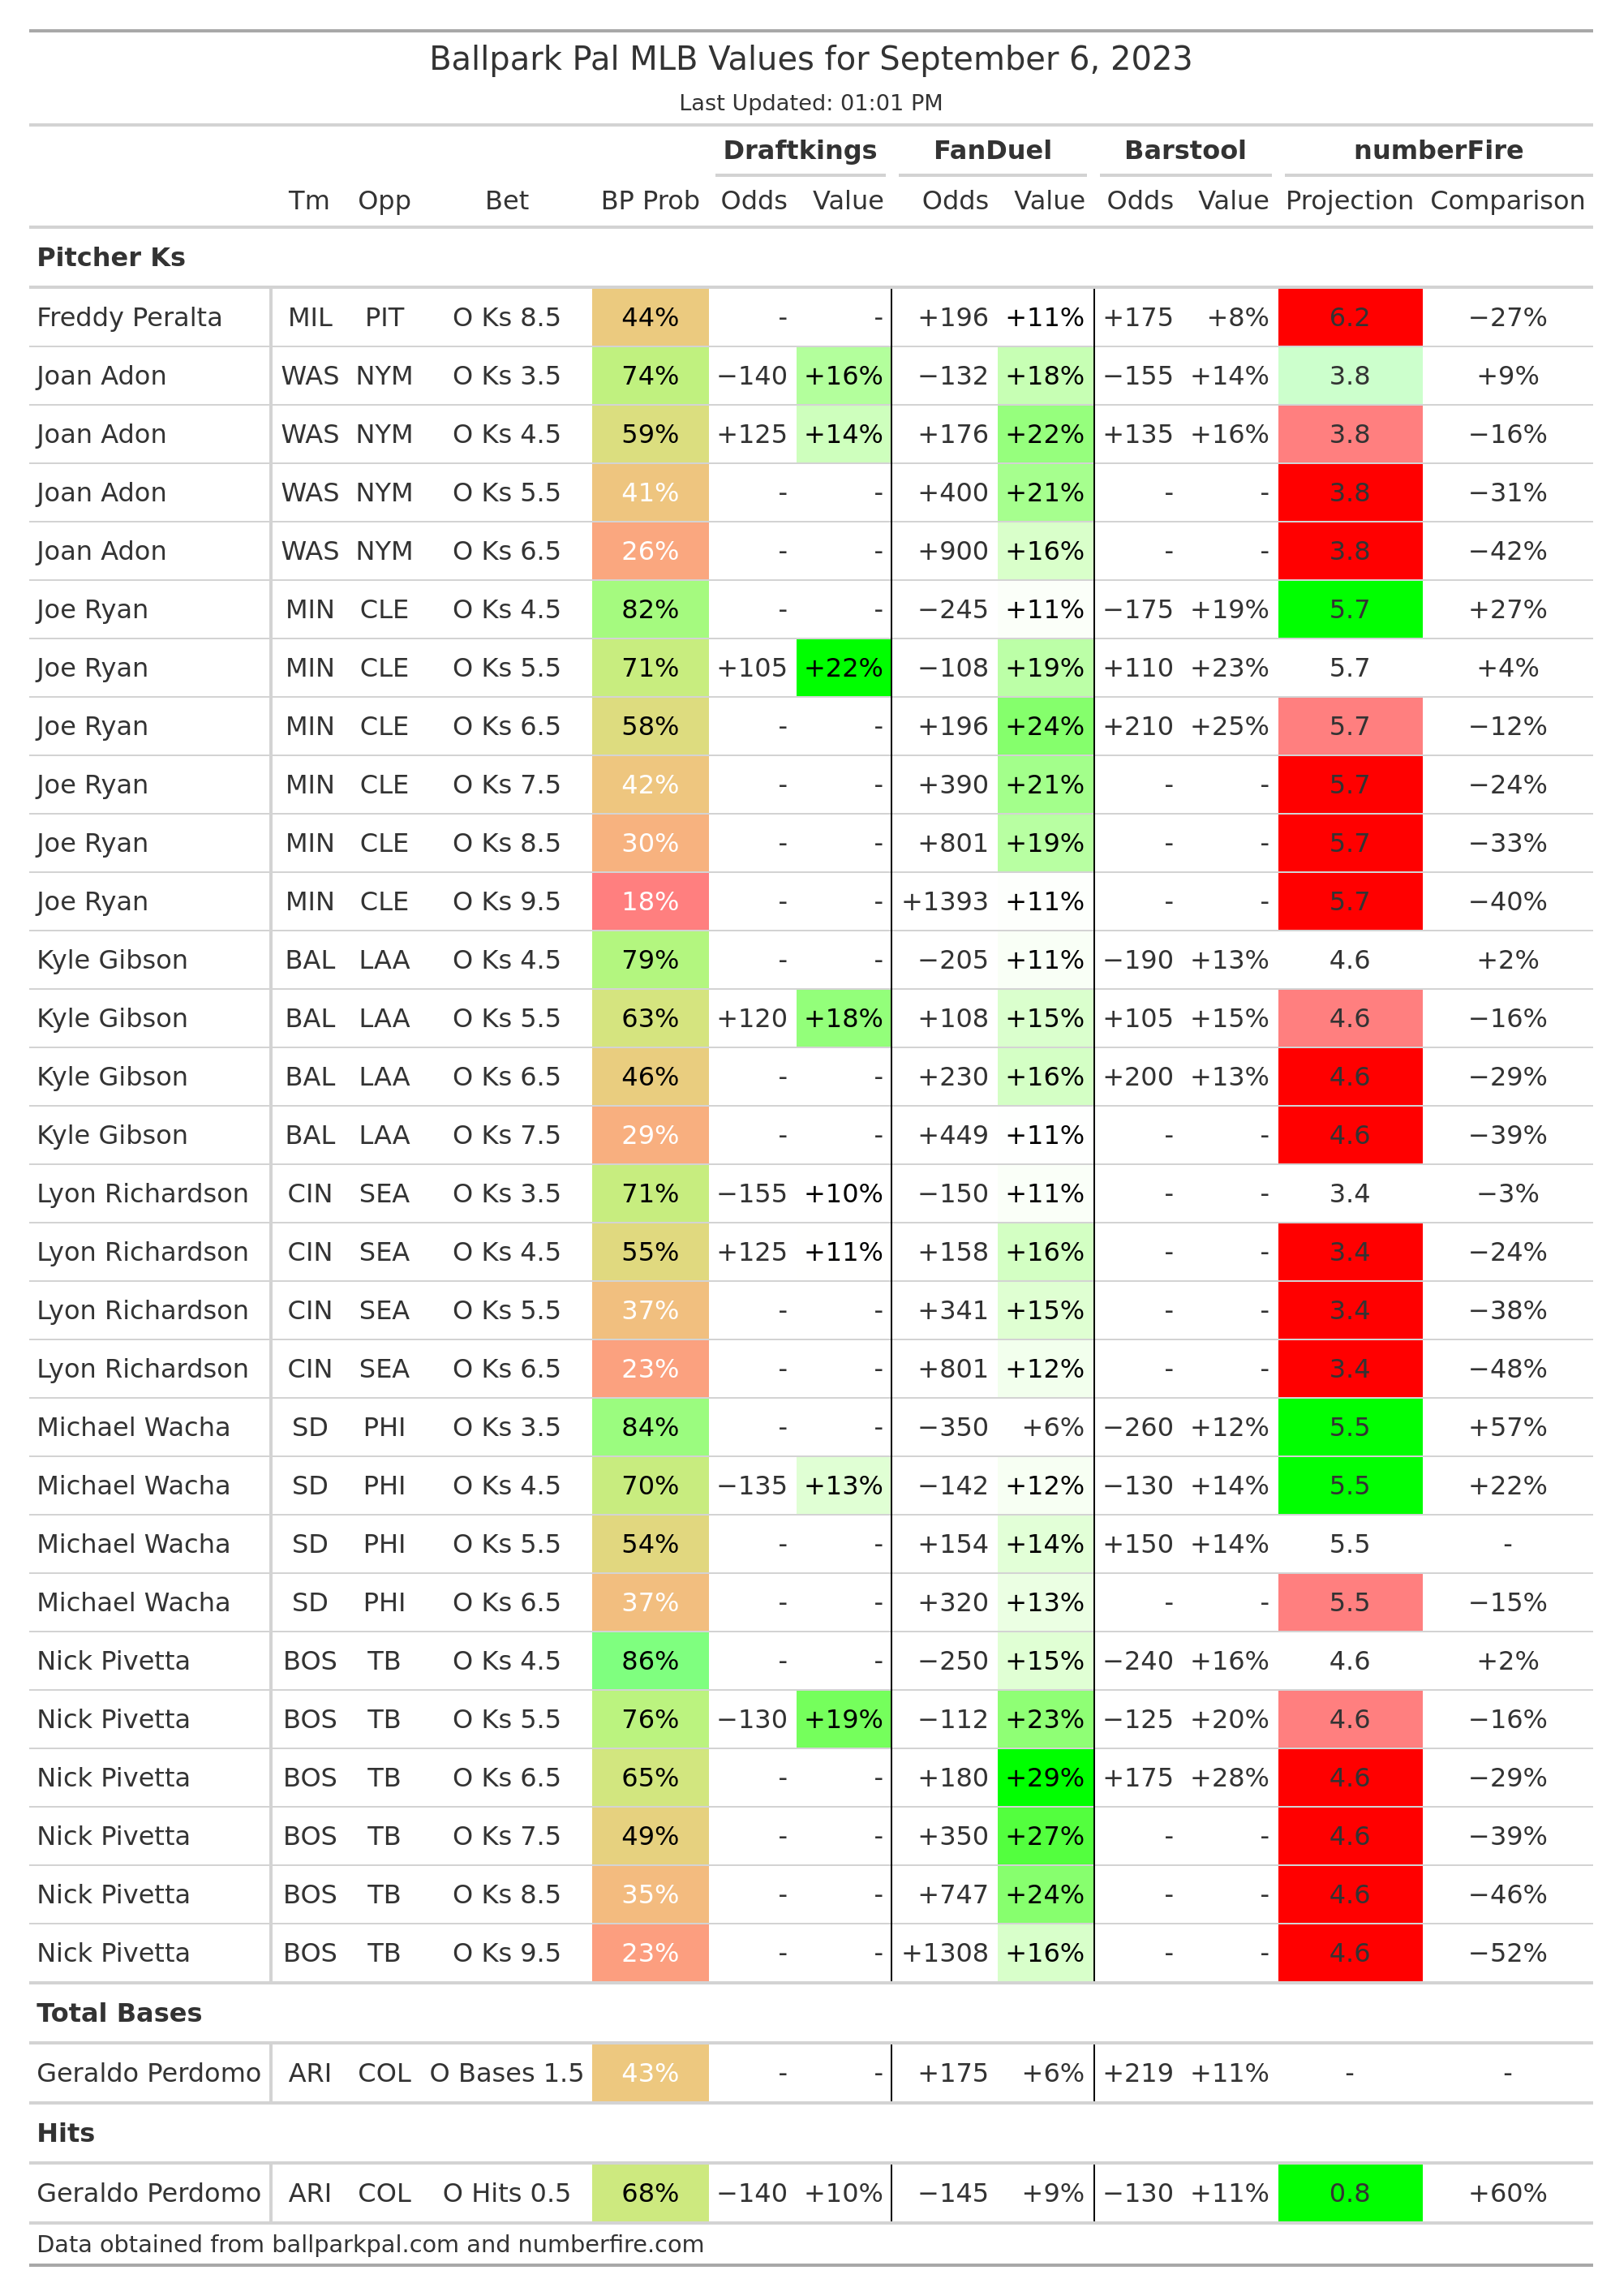 Ballpark Pal MLB Values for September 6, 2023
Last Updated: 01:01 PM
Draftkings FanDuel Barstool numberFire
Tm Opp Bet BP Prob Odds Value Odds Value Odds Value Projection Comparison
Pitcher Ks
Freddy Peralta MIL PIT O Ks 8.5 44% - - +196 +11% +175 +8% 6.2 −27%
Joan Adon WAS NYM O Ks 3.5 74% −140 +16% −132 +18% −155 +14% 3.8 +9%
Joan Adon WAS NYM O Ks 4.5 59% +125 +14% +176 +22% +135 +16% 3.8 −16%
Joan Adon WAS NYM O Ks 5.5 41% - - +400 +21% - - 3.8 −31%
Joan Adon WAS NYM O Ks 6.5 26% - - +900 +16% - - 3.8 −42%
Joe Ryan MIN CLE O Ks 4.5 82% - - −245 +11% −175 +19% 5.7 +27%
Joe Ryan MIN CLE O Ks 5.5 71% +105 +22% −108 +19% +110 +23% 5.7 +4%
Joe Ryan MIN CLE O Ks 6.5 58% - - +196 +24% +210 +25% 5.7 −12%
Joe Ryan MIN CLE O Ks 7.5 42% - - +390 +21% - - 5.7 −24%
Joe Ryan MIN CLE O Ks 8.5 30% - - +801 +19% - - 5.7 −33%
Joe Ryan MIN CLE O Ks 9.5 18% - - +1393 +11% - - 5.7 −40%
Kyle Gibson BAL LAA O Ks 4.5 79% - - −205 +11% −190 +13% 4.6 +2%
Kyle Gibson BAL LAA O Ks 5.5 63% +120 +18% +108 +15% +105 +15% 4.6 −16%
Kyle Gibson BAL LAA O Ks 6.5 46% - - +230 +16% +200 +13% 4.6 −29%
Kyle Gibson BAL LAA O Ks 7.5 29% - - +449 +11% - - 4.6 −39%
Lyon Richardson CIN SEA O Ks 3.5 71% −155 +10% −150 +11% - - 3.4 −3%
Lyon Richardson CIN SEA O Ks 4.5 55% +125 +11% +158 +16% - - 3.4 −24%
Lyon Richardson CIN SEA O Ks 5.5 37% - - +341 +15% - - 3.4 −38%
Lyon Richardson CIN SEA O Ks 6.5 23% - - +801 +12% - - 3.4 −48%
Michael Wacha SD PHI O Ks 3.5 84% - - −350 +6% −260 +12% 5.5 +57%
Michael Wacha SD PHI O Ks 4.5 70% −135 +13% −142 +12% −130 +14% 5.5 +22%
Michael Wacha SD PHI O Ks 5.5 54% - - +154 +14% +150 +14% 5.5 -
Michael Wacha SD PHI O Ks 6.5 37% - - +320 +13% - - 5.5 −15%
Nick Pivetta BOS TB O Ks 4.5 86% - - −250 +15% −240 +16% 4.6 +2%
Nick Pivetta BOS TB O Ks 5.5 76% −130 +19% −112 +23% −125 +20% 4.6 −16%
Nick Pivetta BOS TB O Ks 6.5 65% - - +180 +29% +175 +28% 4.6 −29%
Nick Pivetta BOS TB O Ks 7.5 49% - - +350 +27% - - 4.6 −39%
Nick Pivetta BOS TB O Ks 8.5 35% - - +747 +24% - - 4.6 −46%
Nick Pivetta BOS TB O Ks 9.5 23% - - +1308 +16% - - 4.6 −52%
Total Bases
Geraldo Perdomo ARI COL O Bases 1.5 43% - - +175 +6% +219 +11% - -
Hits
Geraldo Perdomo ARI COL O Hits 0.5 68% −140 +10% −145 +9% −130 +11% 0.8 +60%
Data obtained from ballparkpal.com and numberfire.com